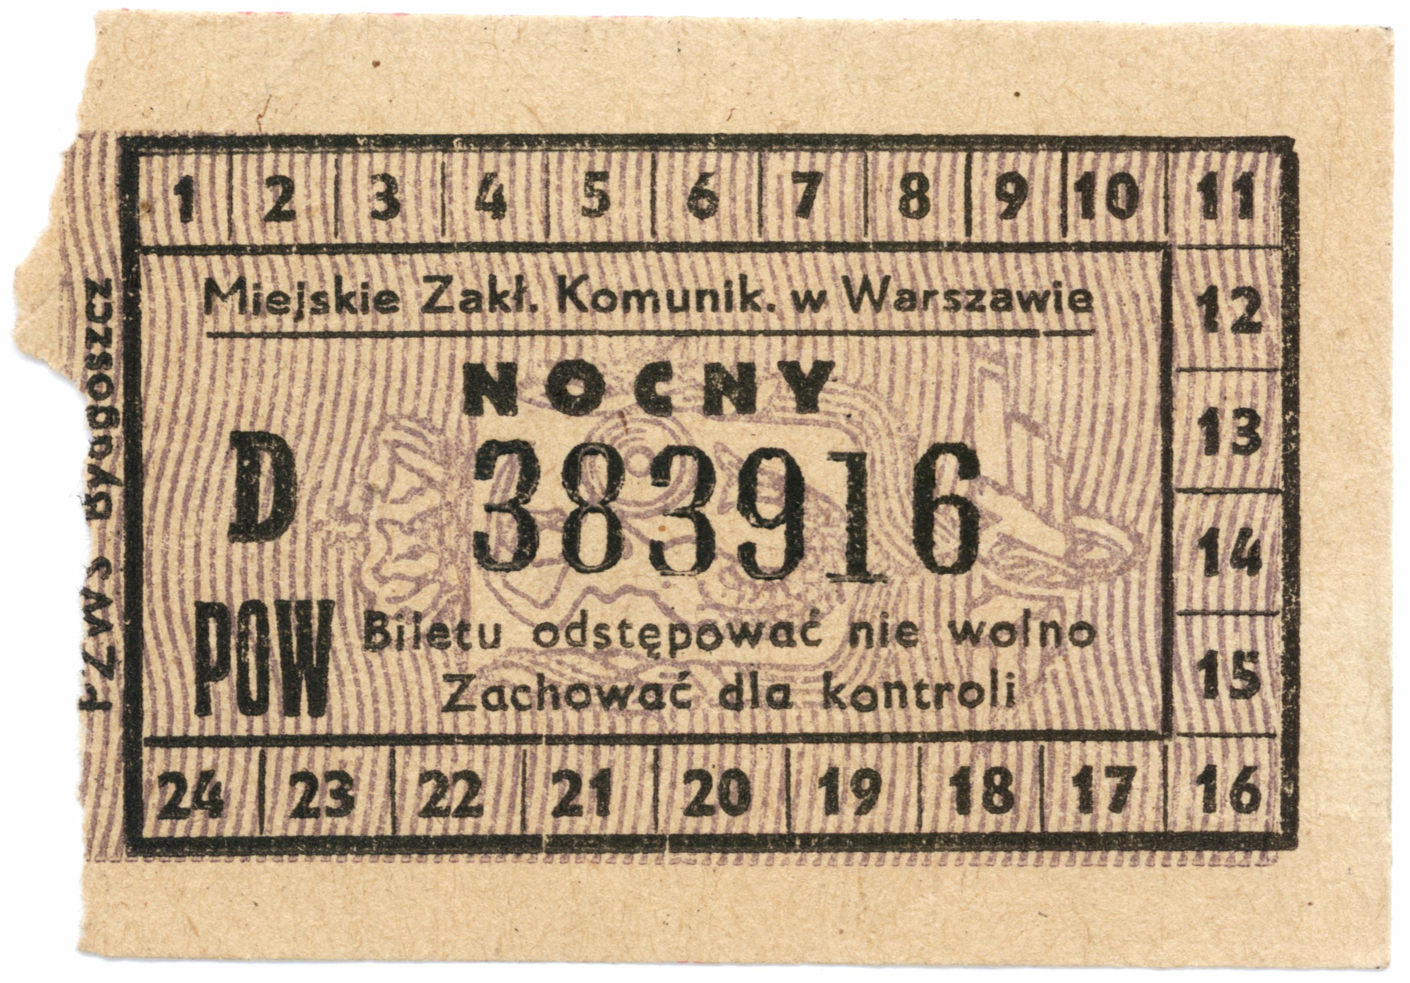 1 2 3 4 5 6 7 8 9 10 11
12
13
14
15
16
24 23 22 21 20 19 18 17
Miejskie Zakł. Komunik. w Warszawie
NOCNY
D 383916
POW
Biletu odstępować nie wolno
Zachować dla kontroli
PZWS Bydgoszcz